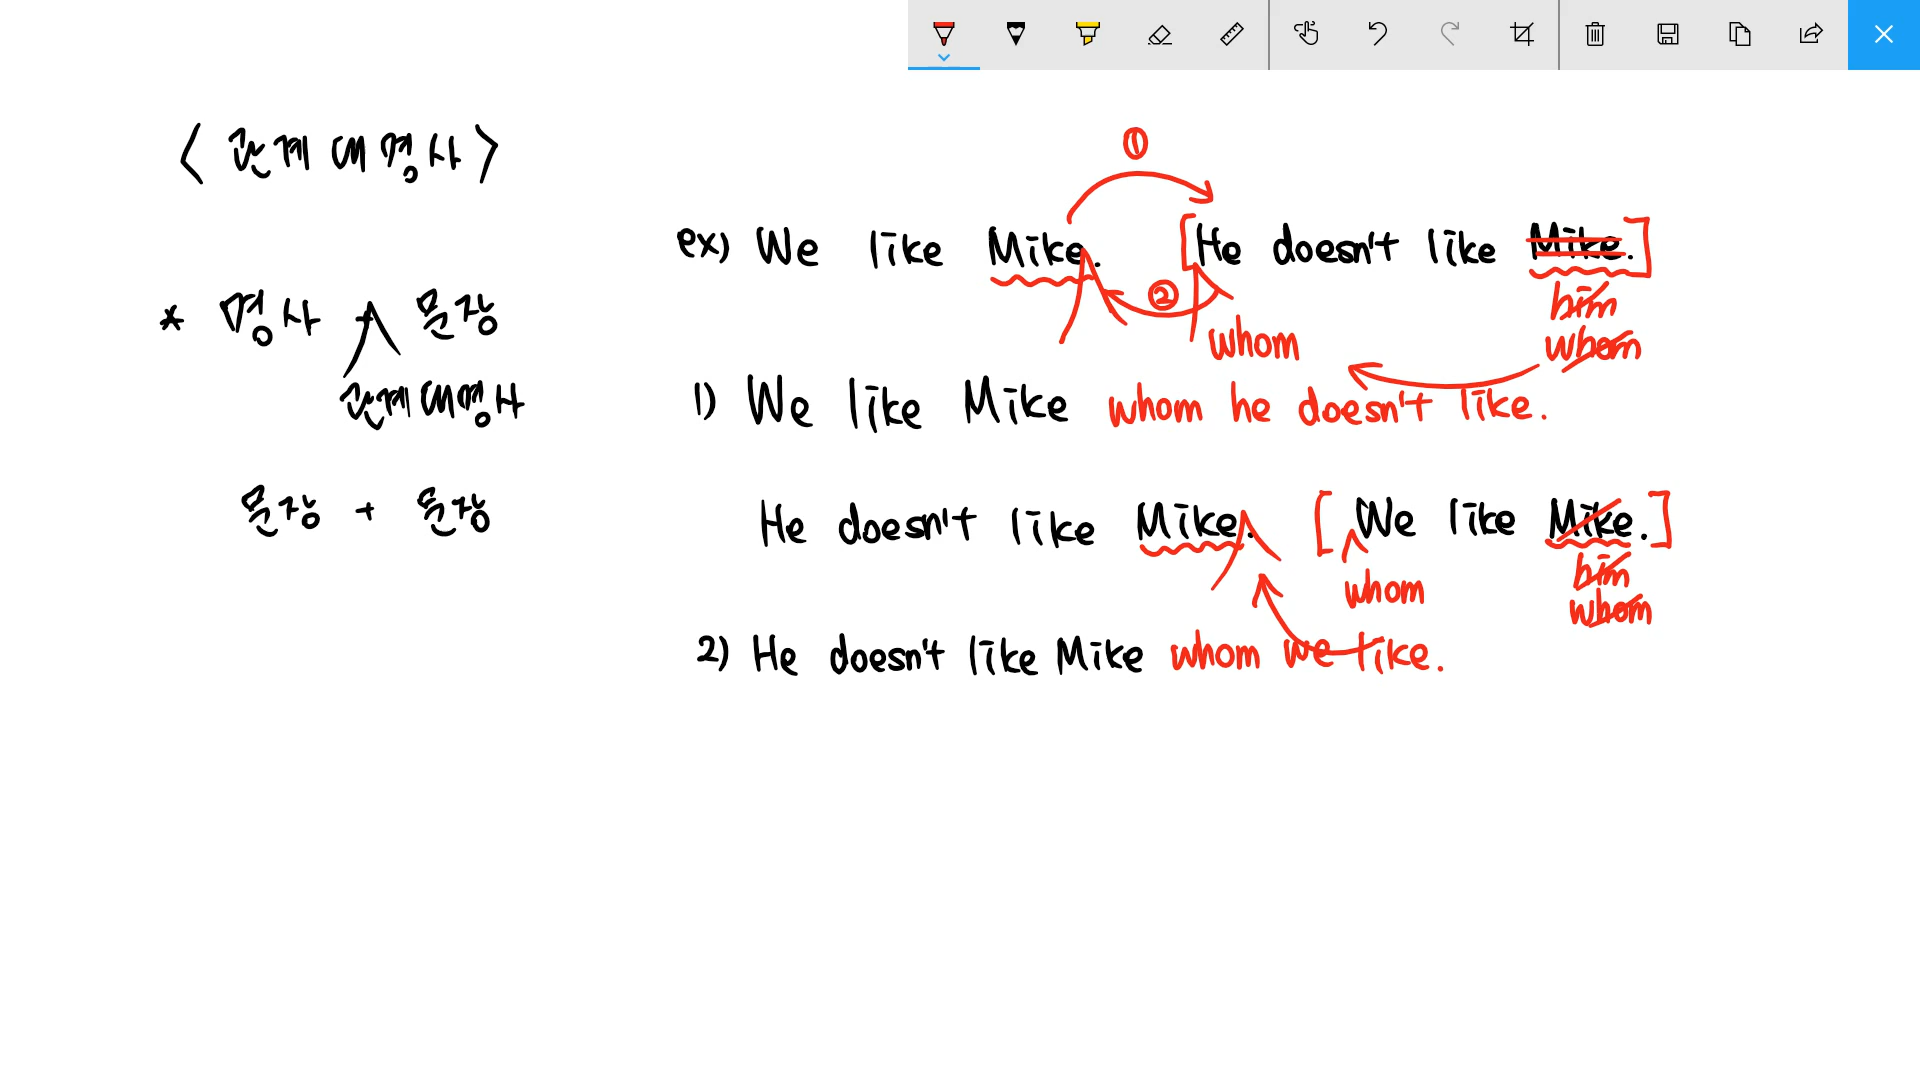 < 관계대명사 >
* 명사 + 문장
관계대명사
문장 + 문장
①
ex) We like Mike. [He doesn't like Mike.]
② him
whom whom
1) We like Mike whom he doesn't like.
He doesn't like Mike. [We like Mike.]
him
whom whom
2) He doesn't like Mike whom we like.